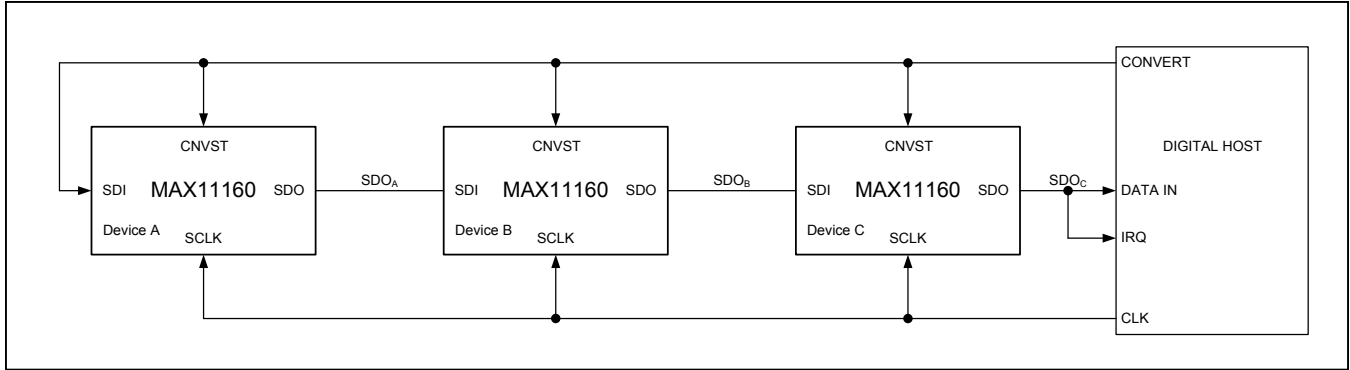 CONVERT
CNVST CNVST CNVST DIGITAL HOST
SDI MAX11160 SDO SDOA SDI MAX11160 SDO SDOB SDI MAX11160 SDO SDOC DATA IN
Device A SCLK Device B SCLK Device C SCLK IRQ
CLK